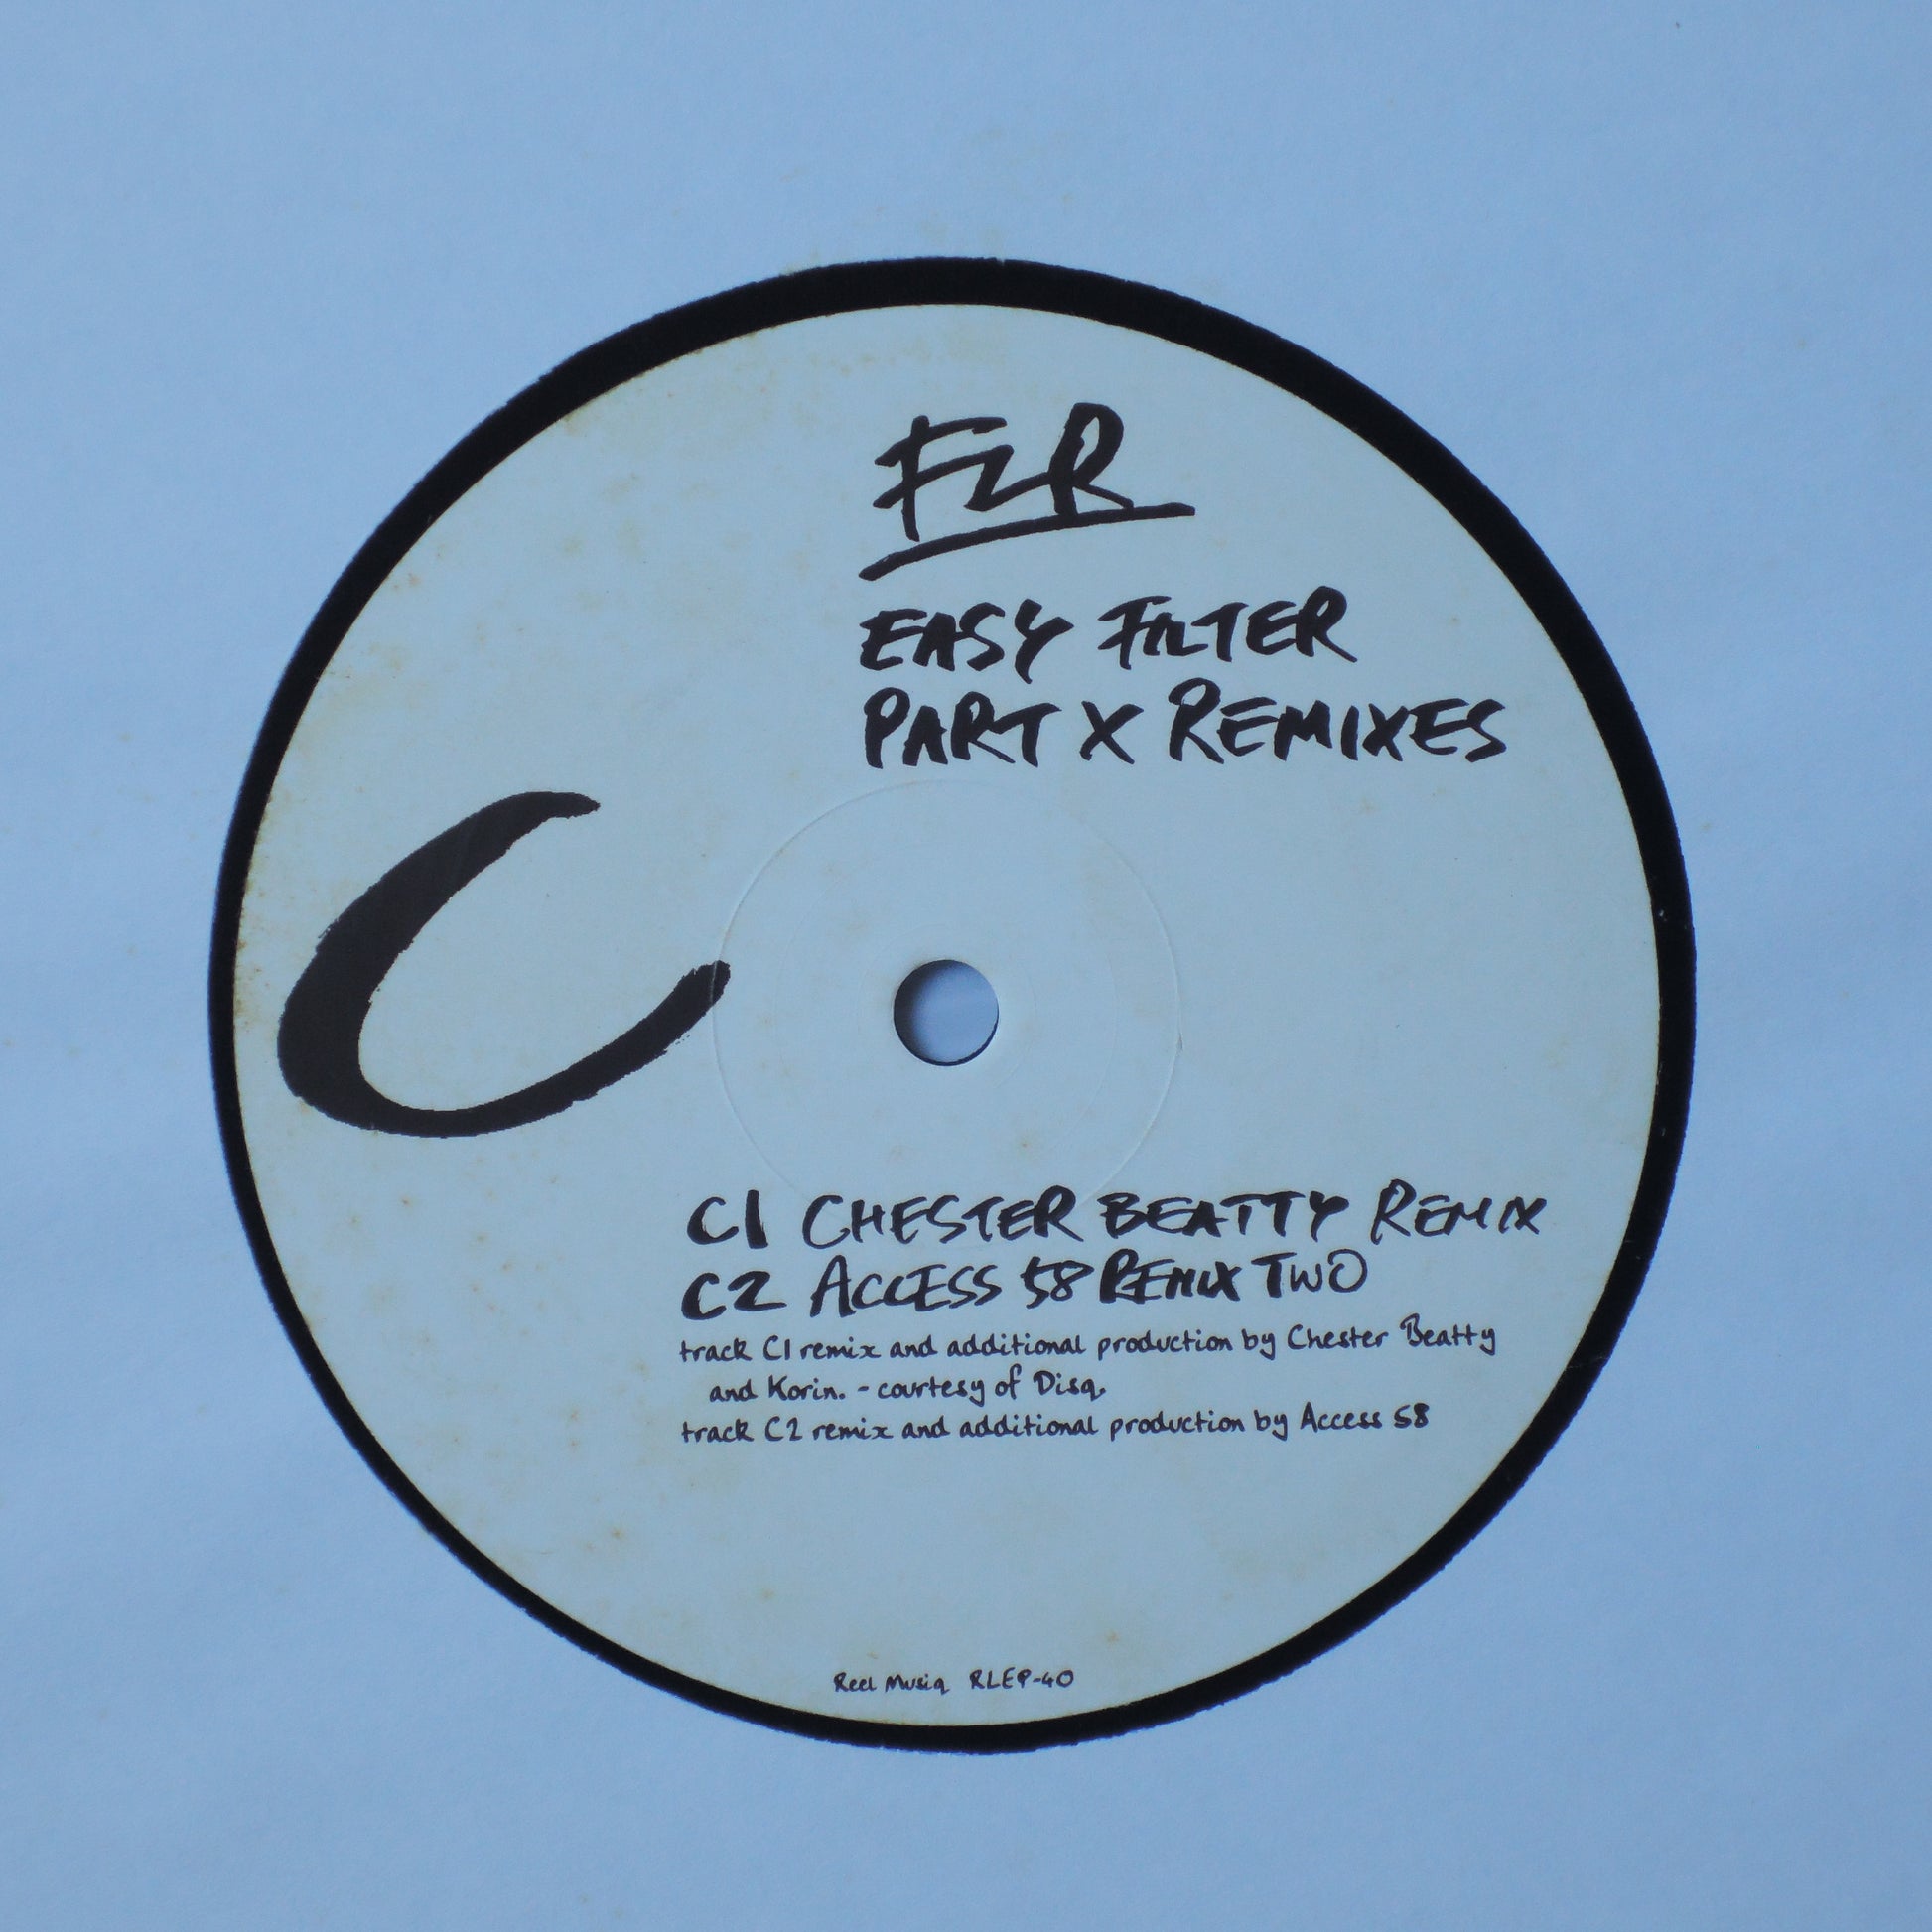 FLR
EASY FILTER
PART X REMIXES
C
C1 CHESTER BEATTY REMIX
C2 ACCESS 58 REMIX TWO
track C1 remix and additional production by Chester Beatty
and Korin. - courtesy of Disq.
track C2 remix and additional production by Access 58
Reel Musiq RLEP-40